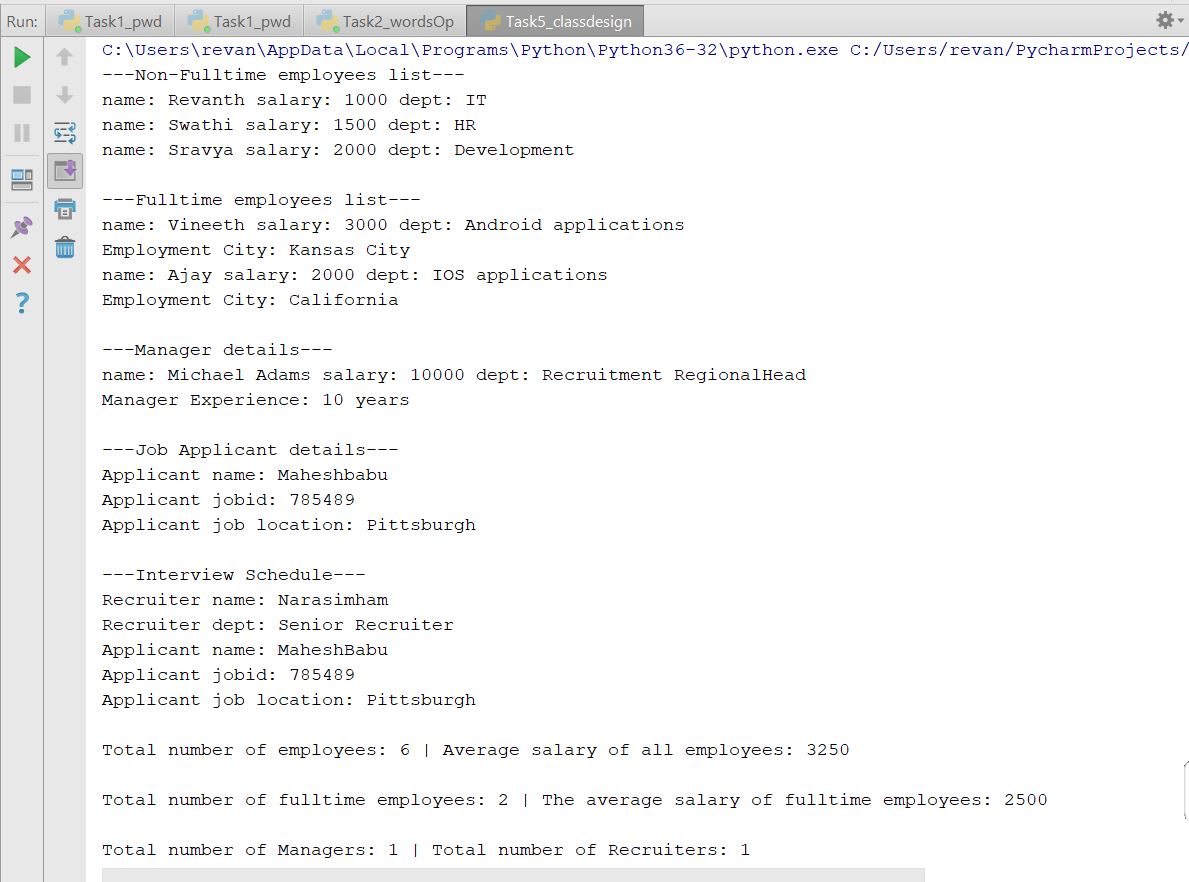 Run: Task1_pwd Task1_pwd Task2_wordsOp Task5_classdesign
C:\Users\revan\AppData\Local\Programs\Python\Python36-32\python.exe C:/Users/revan/PycharmProjects/
---Non-Fulltime employees list---
name: Revanth salary: 1000 dept: IT
name: Swathi salary: 1500 dept: HR
name: Sravya salary: 2000 dept: Development
---Fulltime employees list---
name: Vineeth salary: 3000 dept: Android applications
Employment City: Kansas City
name: Ajay salary: 2000 dept: IOS applications
Employment City: California
---Manager details---
name: Michael Adams salary: 10000 dept: Recruitment RegionalHead
Manager Experience: 10 years
---Job Applicant details---
Applicant name: Maheshbabu
Applicant jobid: 785489
Applicant job location: Pittsburgh
---Interview Schedule---
Recruiter name: Narasimham
Recruiter dept: Senior Recruiter
Applicant name: MaheshBabu
Applicant jobid: 785489
Applicant job location: Pittsburgh
Total number of employees: 6 | Average salary of all employees: 3250
Total number of fulltime employees: 2 | The average salary of fulltime employees: 2500
Total number of Managers: 1 | Total number of Recruiters: 1